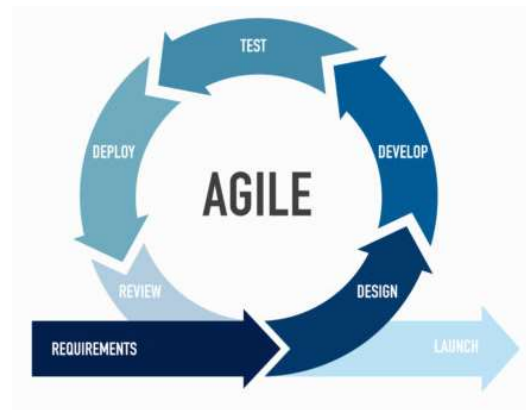 TEST
DEPLOY
DEVELOP
AGILE
REVIEW
DESIGN
REQUIREMENTS
LAUNCH